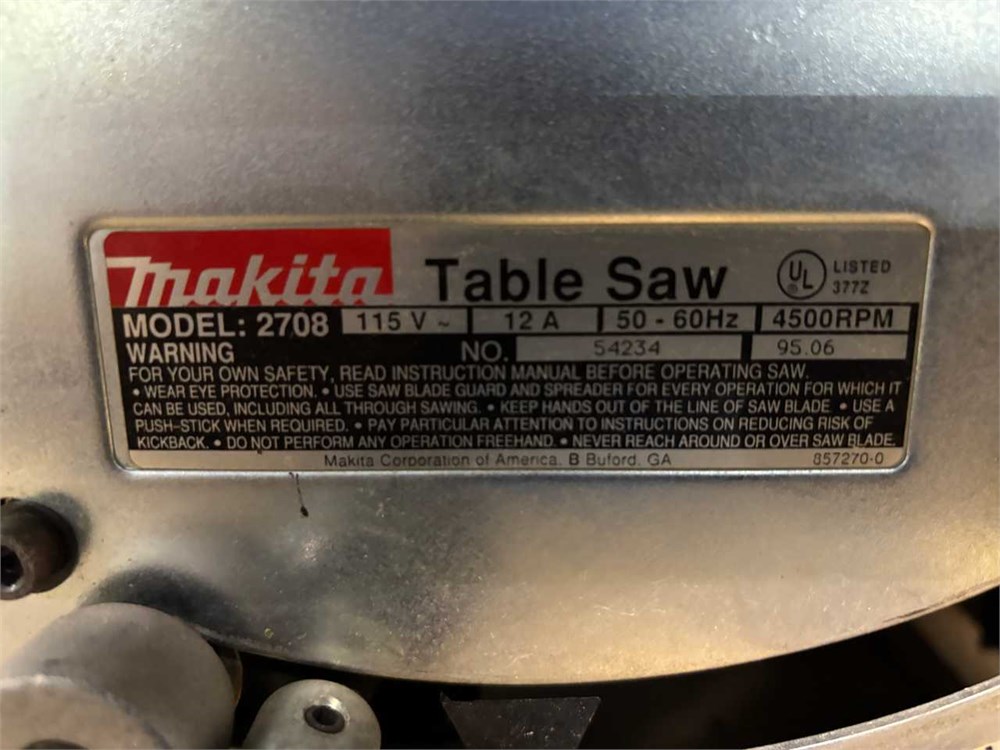 Makita Table Saw UL LISTED 377Z
MODEL: 2708 115 V ~ 12 A 50 - 60Hz 4500RPM
WARNING NO. 54234 95.06
FOR YOUR OWN SAFETY, READ INSTRUCTION MANUAL BEFORE OPERATING SAW.
• WEAR EYE PROTECTION. • USE SAW BLADE GUARD AND SPREADER FOR EVERY OPERATION FOR WHICH IT
CAN BE USED, INCLUDING ALL THROUGH SAWING. • KEEP HANDS OUT OF THE LINE OF SAW BLADE. • USE A
PUSH-STICK WHEN REQUIRED. • PAY PARTICULAR ATTENTION TO INSTRUCTIONS ON REDUCING RISK OF
KICKBACK. • DO NOT PERFORM ANY OPERATION FREEHAND. • NEVER REACH AROUND OR OVER SAW BLADE.
Makita Corporation of America. B Buford. GA 857270-0